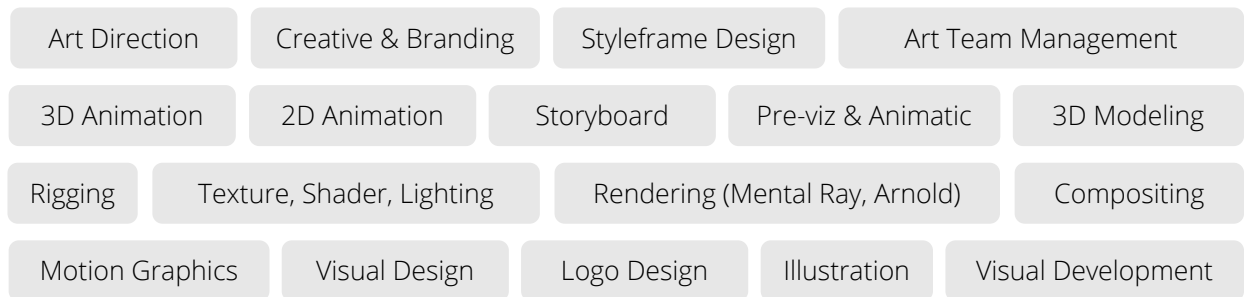 Art Direction Creative & Branding Styleframe Design Art Team Management
3D Animation 2D Animation Storyboard Pre-viz & Animatic 3D Modeling
Rigging Texture, Shader, Lighting Rendering (Mental Ray, Arnold) Compositing
Motion Graphics Visual Design Logo Design Illustration Visual Development